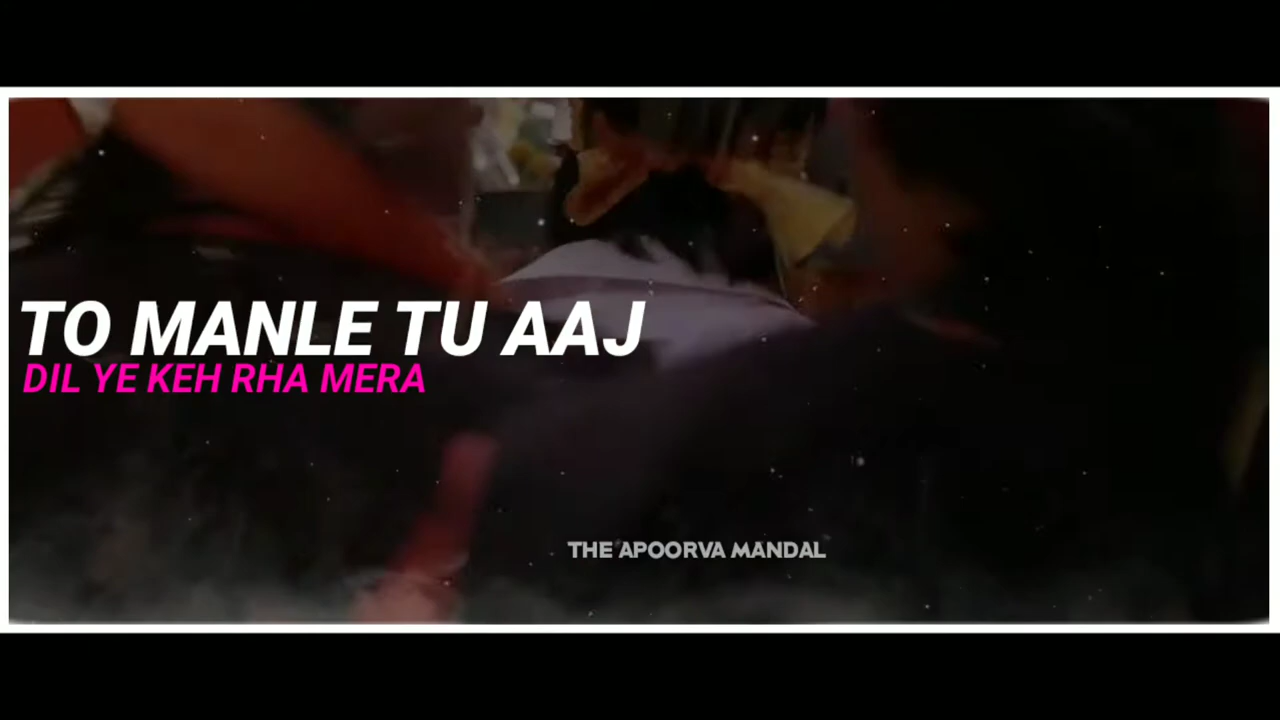 TO MANLE TU AAJ
DIL YE KEH RHA MERA
THE APOORVA MANDAL